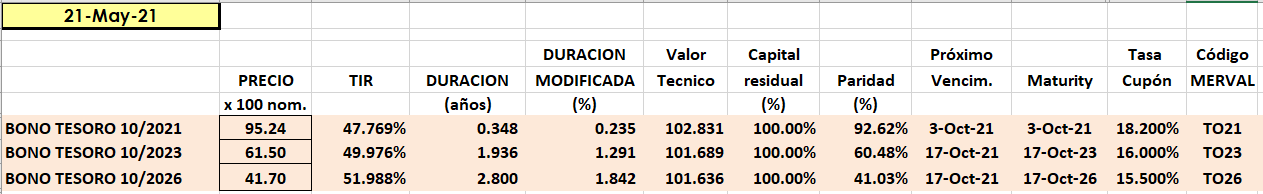 21-May-21
DURACION Valor Capital Próximo Tasa Código
PRECIO TIR DURACION MODIFICADA Tecnico residual Paridad Vencim. Maturity Cupón MERVAL
x 100 nom. (años) (%) (%) (%)
BONO TESORO 10/2021 95.24 47.769% 0.348 0.235 102.831 100.00% 92.62% 3-Oct-21 3-Oct-21 18.200% TO21
BONO TESORO 10/2023 61.50 49.976% 1.936 1.291 101.689 100.00% 60.48% 17-Oct-21 17-Oct-23 16.000% TO23
BONO TESORO 10/2026 41.70 51.988% 2.800 1.842 101.636 100.00% 41.03% 17-Oct-21 17-Oct-26 15.500% TO26